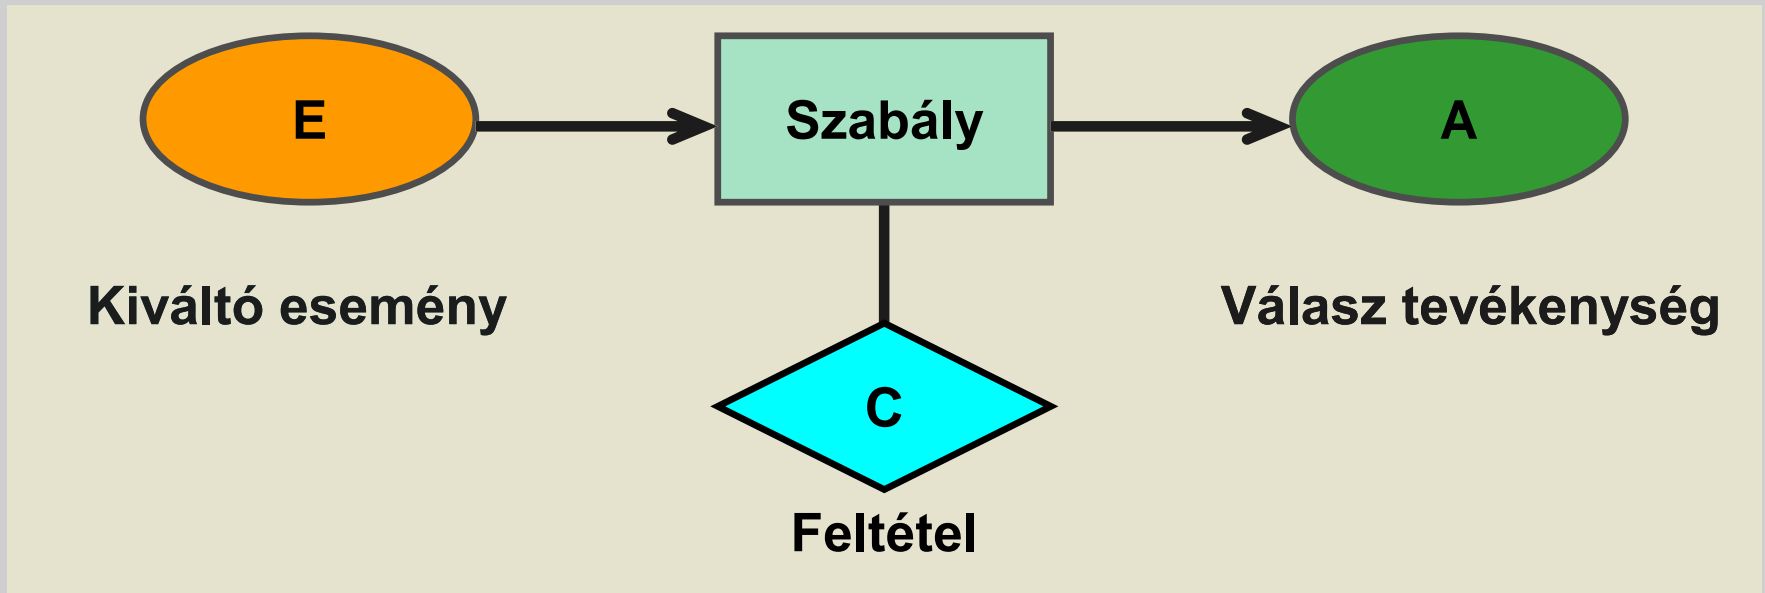 E
Szabály
A
Kiváltó esemény
Válasz tevékenység
C
Feltétel